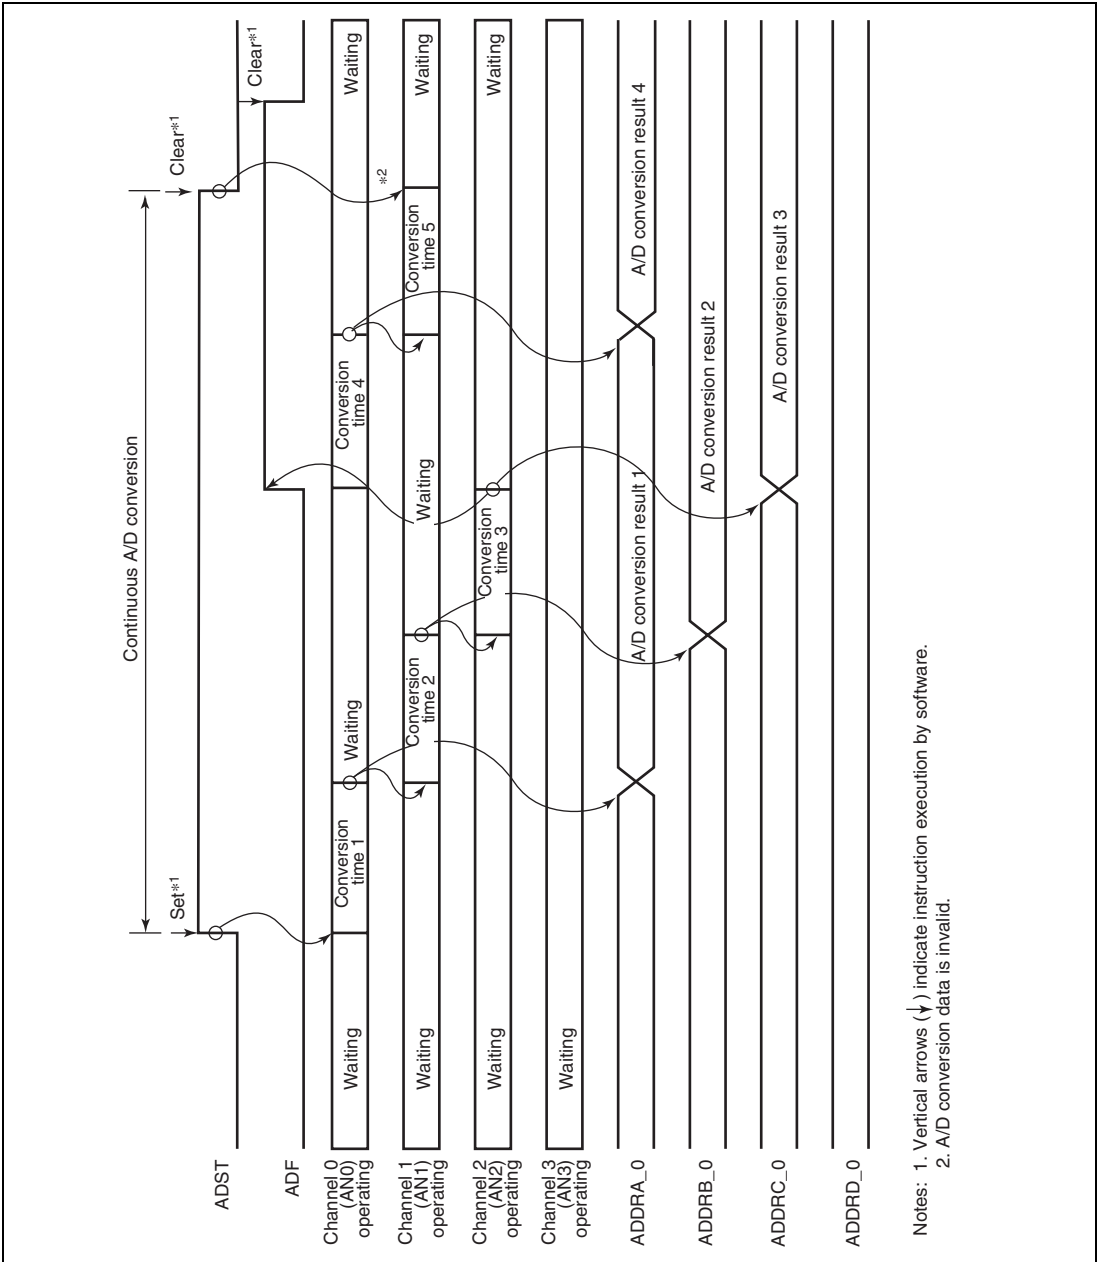 Continuous A/D conversion
Set*1
Clear*1
Clear*1
ADST
ADF
Channel 0
(AN0)
operating
Waiting
Conversion
time 1
Waiting
Conversion
time 4
Waiting
Channel 1
(AN1)
operating
Waiting
Conversion
time 2
Waiting
Conversion
time 5
*2
Waiting
Channel 2
(AN2)
operating
Waiting
Conversion
time 3
Waiting
Channel 3
(AN3)
operating
Waiting
ADDRA_0
A/D conversion result 1
A/D conversion result 4
ADDRB_0
A/D conversion result 2
ADDRC_0
A/D conversion result 3
ADDRD_0
Notes: 1. Vertical arrows (↓) indicate instruction execution by software.
2. A/D conversion data is invalid.